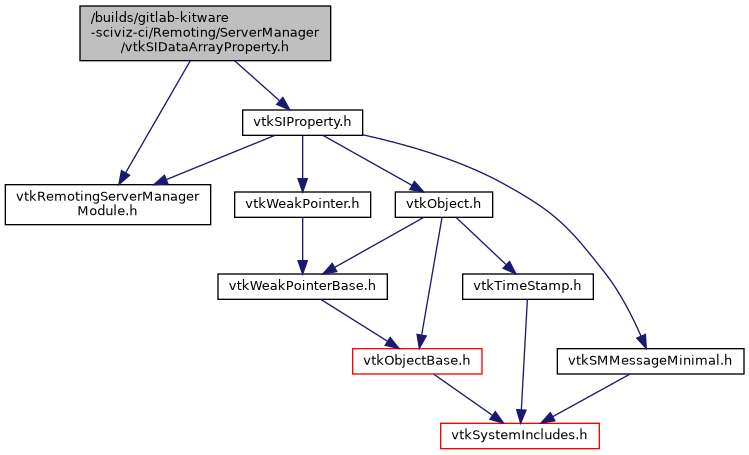 /builds/gitlab-kitware
-sciviz-ci/Remoting/ServerManager
/vtkSIDataArrayProperty.h
vtkSIProperty.h
vtkRemotingServerManager
Module.h
vtkWeakPointer.h
vtkObject.h
vtkWeakPointerBase.h
vtkTimeStamp.h
vtkObjectBase.h
vtkSMMessageMinimal.h
vtkSystemIncludes.h